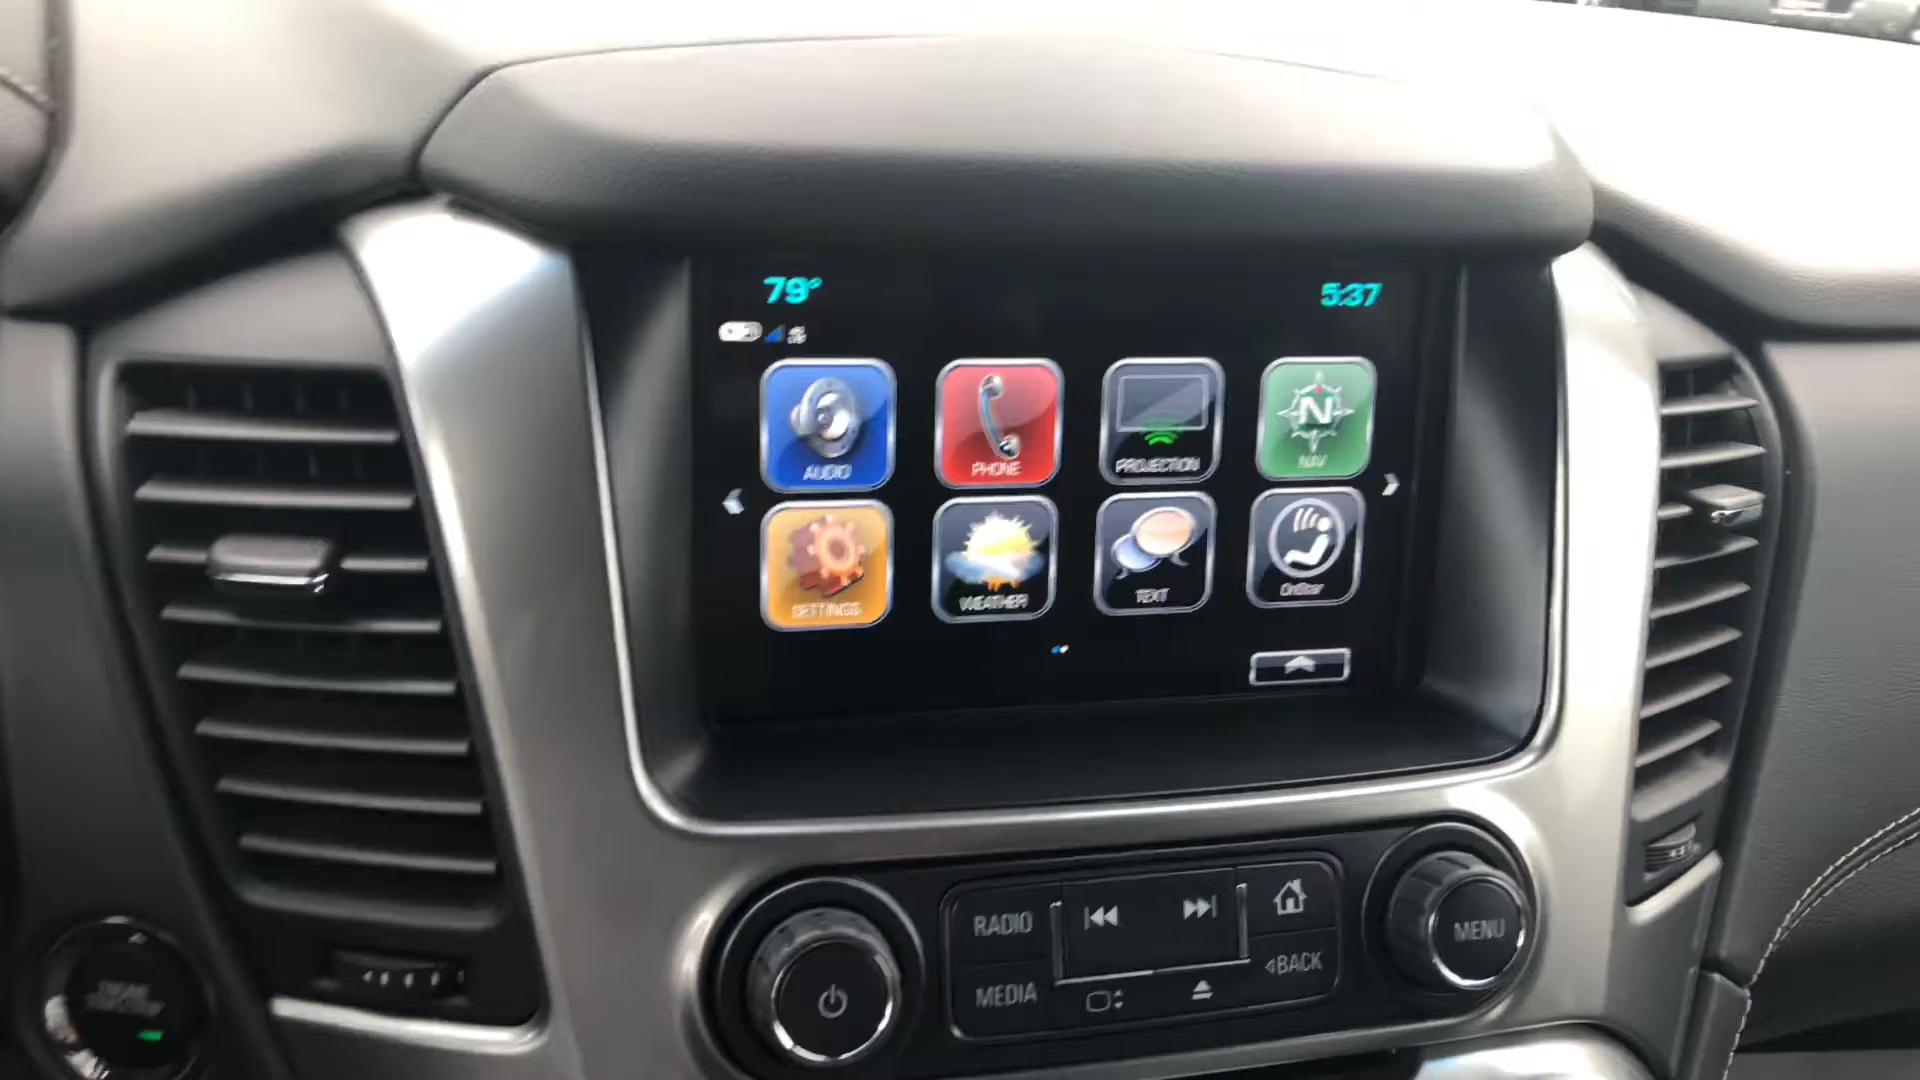 79°
5:37
AUDIO
PHONE
PROJECTION
NAV
N
SETTINGS
WEATHER
TEXT
OnStar
RADIO
MEDIA
BACK
MENU